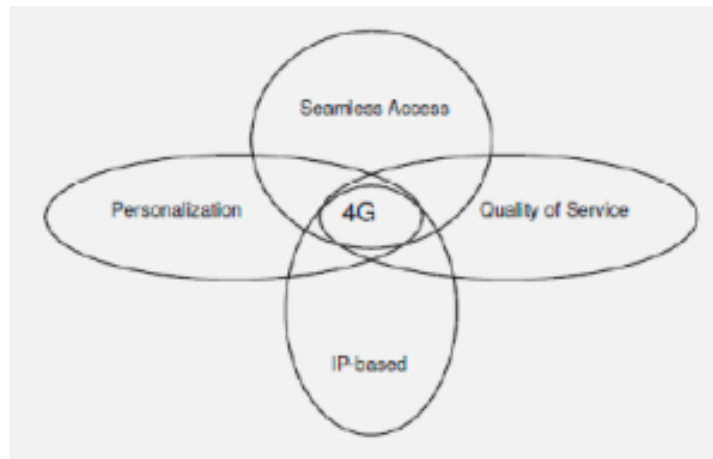 Seamless Access
Personalization
4G
Quality of Service
IP-based